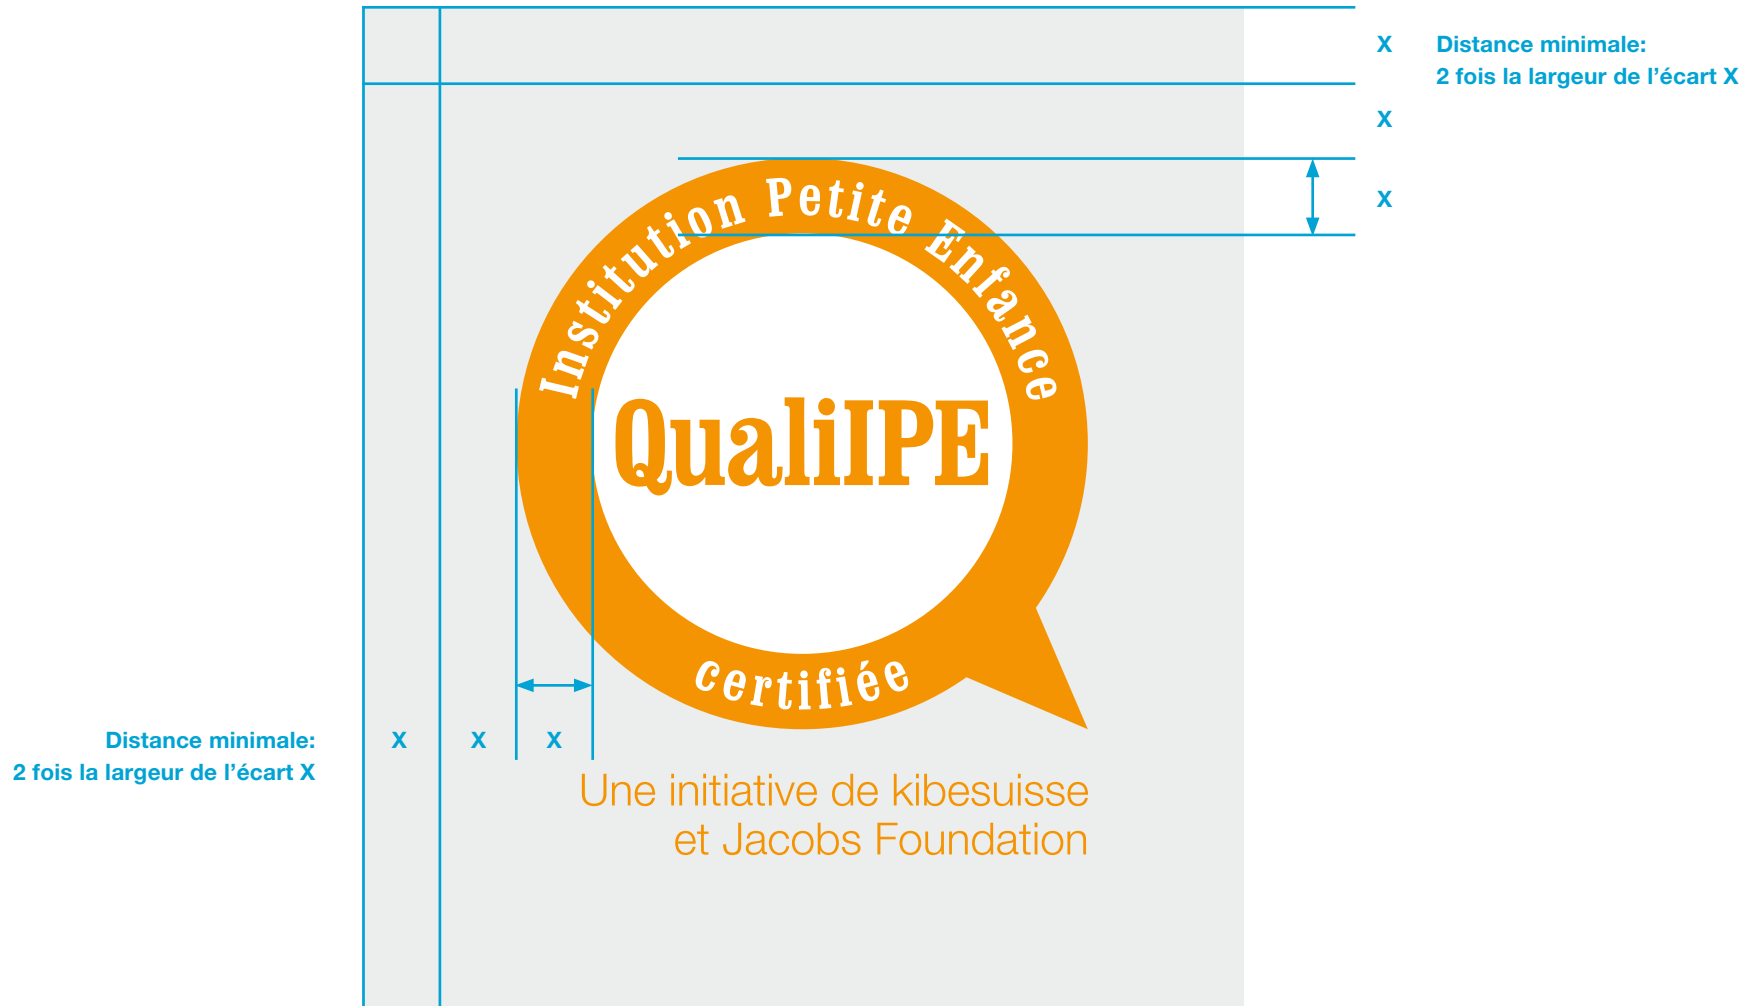 X Distance minimale:
2 fois la largeur de l’écart X
X
X
Institution Petite Enfance
QualiIPE
certifiée
Distance minimale:
2 fois la largeur de l’écart X
X X X
Une initiative de kibesuisse
et Jacobs Foundation